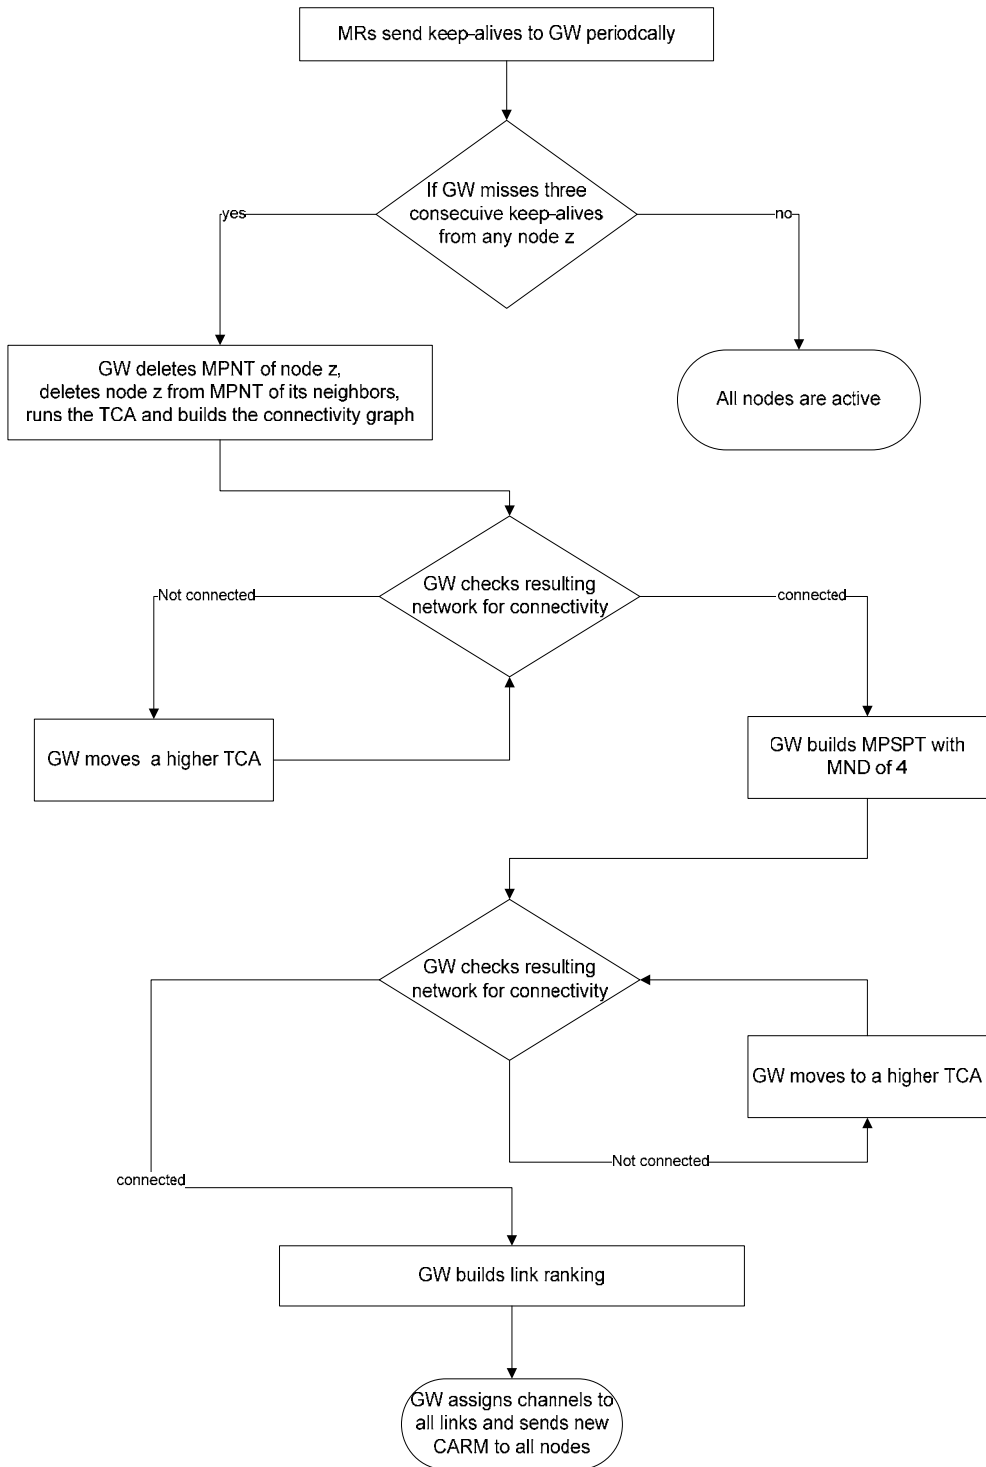 MRs send keep-alives to GW periodcally
If GW misses three
consecuive keep-alives
from any node z
yes
no
GW deletes MPNT of node z,
deletes node z from MPNT of its neighbors,
runs the TCA and builds the connectivity graph
All nodes are active
GW checks resulting
network for connectivity
Not connected
connected
GW moves  a higher TCA
GW builds MPSPT with
MND of 4
GW checks resulting
network for connectivity
GW moves to a higher TCA
Not connected
connected
GW builds link ranking
GW assigns channels to
all links and sends new
CARM to all nodes